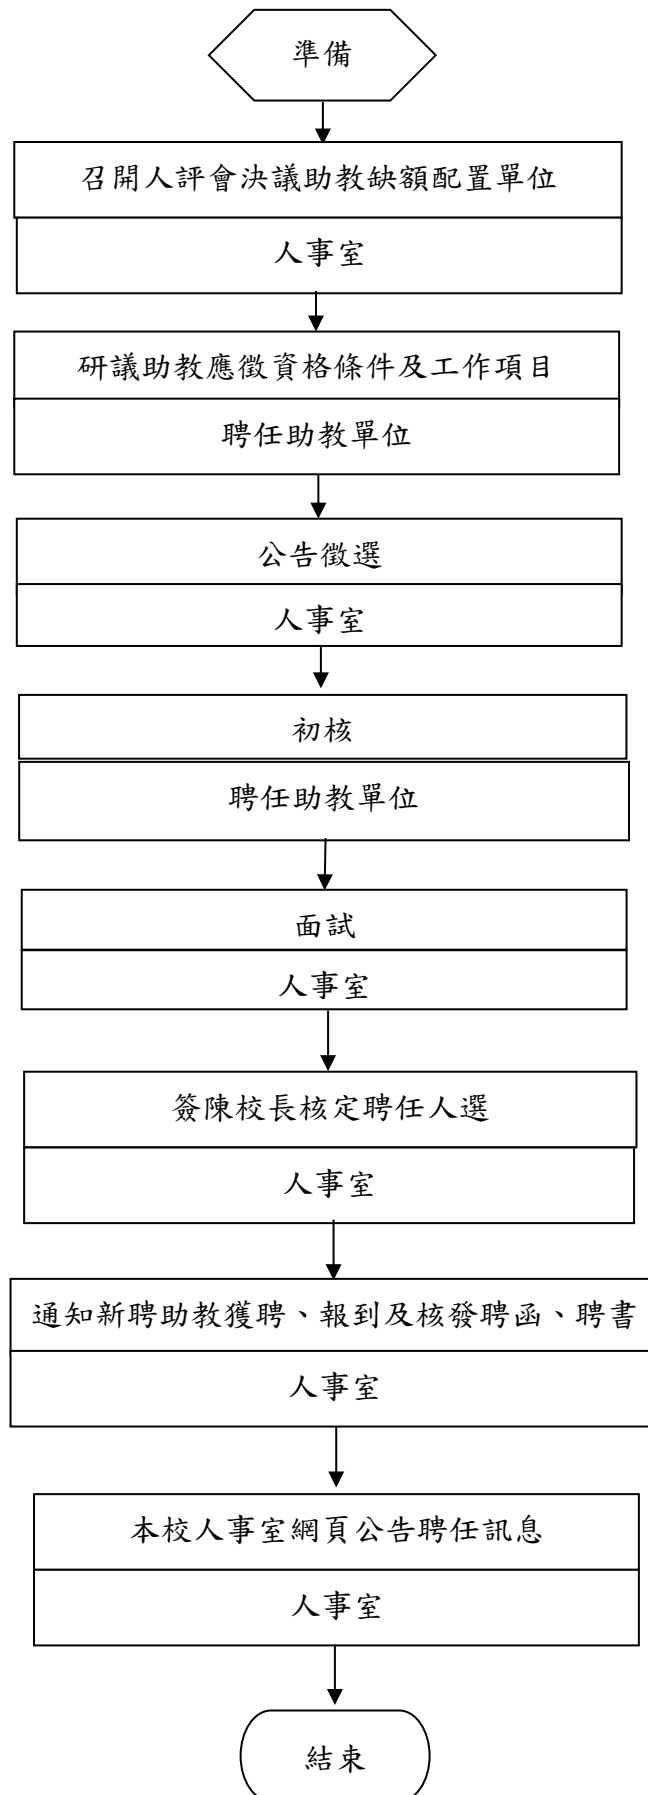 準備
召開人評會決議助教缺額配置單位
人事室
研議助教應徵資格條件及工作項目
聘任助教單位
公告徵選
人事室
初核
聘任助教單位
面試
人事室
簽陳校長核定聘任人選
人事室
通知新聘助教獲聘、報到及核發聘函、聘書
人事室
本校人事室網頁公告聘任訊息
人事室
結束